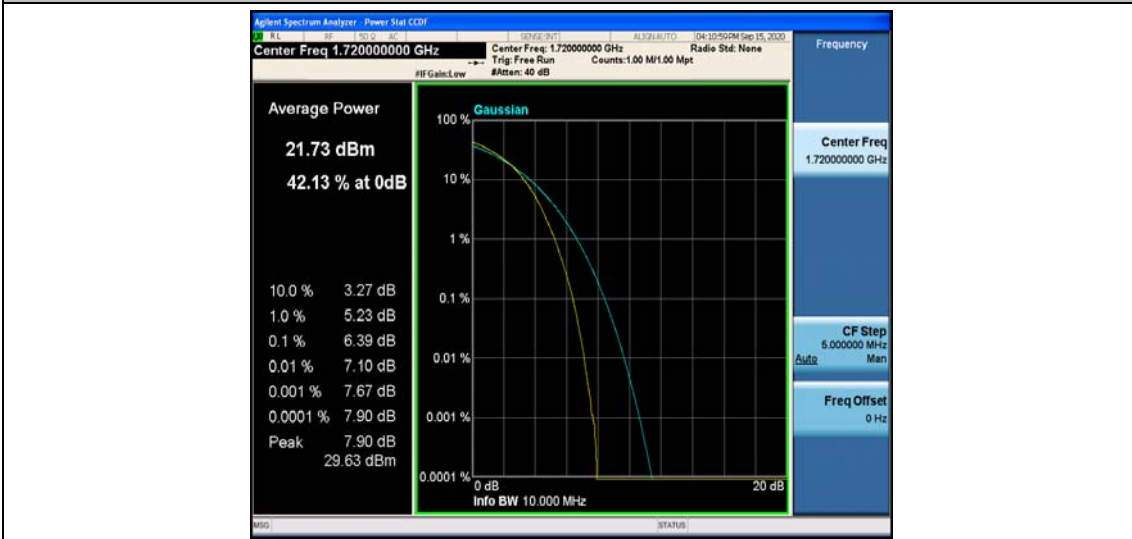 Agilent Spectrum Analyzer - Power Stat CCDF
RL RF 50 Ω AC SENSE:INT ALIGNAUTO 04:10:59 PM Sep 15, 2020
Center Freq 1.720000000 GHz
Center Freq: 1.720000000 GHz Radio Std: None
Trig: Free Run Counts:1.00 M/1.00 Mpt
#IFGain:Low #Atten: 40 dB
Frequency
Average Power
21.73 dBm
42.13 % at 0dB
10.0 % 3.27 dB
1.0 % 5.23 dB
0.1 % 6.39 dB
0.01 % 7.10 dB
0.001 % 7.67 dB
0.0001 % 7.90 dB
Peak 7.90 dB
29.63 dBm
Gaussian
100 %
10 %
1 %
0.1 %
0.01 %
0.001 %
0.0001 %
0 dB 20 dB
Info BW 10.000 MHz
Center Freq
1.720000000 GHz
CF Step
5.000000 MHz
Auto Man
Freq Offset
0 Hz
MSG STATUS